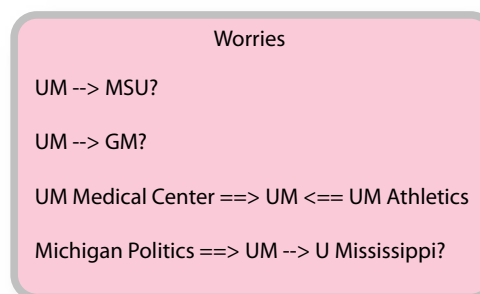 Worries
UM --> MSU?
UM --> GM?
UM Medical Center ==> UM <== UM Athletics
Michigan Politics ==> UM --> U Mississippi?